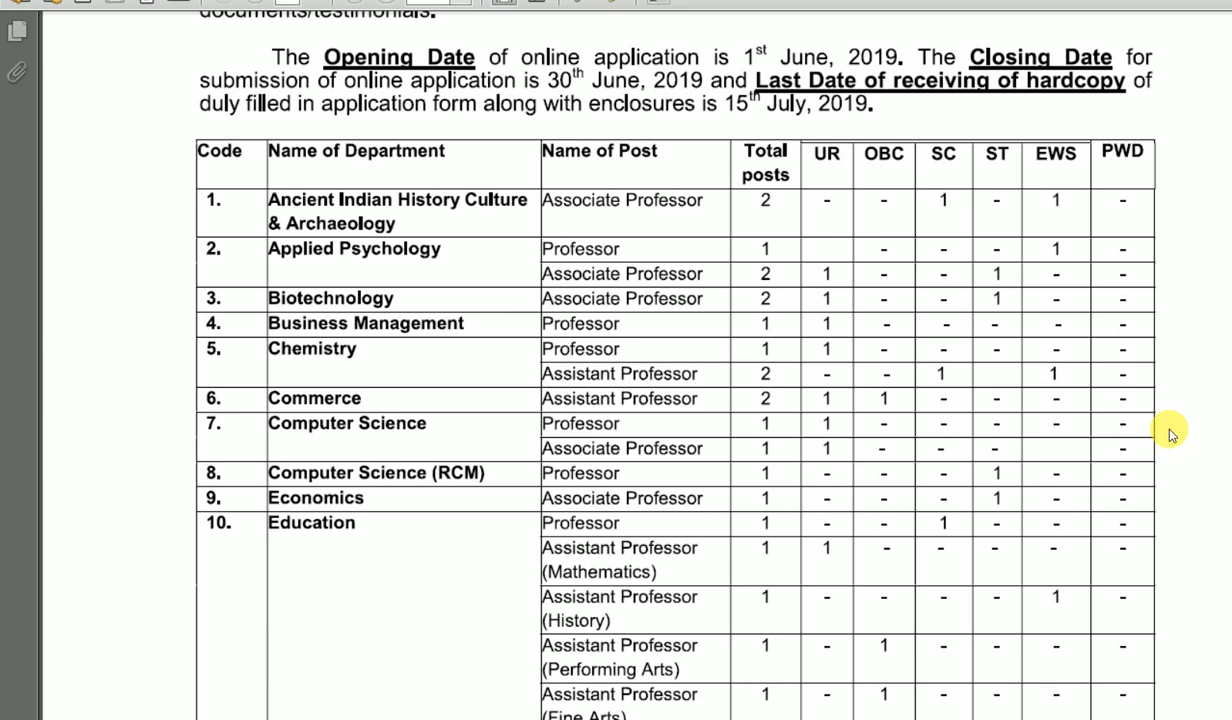 documents/testimonials.
The Opening Date of online application is 1st June, 2019. The Closing Date for
submission of online application is 30th June, 2019 and Last Date of receiving of hardcopy of
duly filled in application form along with enclosures is 15th July, 2019.
Code Name of Department Name of Post Total posts UR OBC SC ST EWS PWD
1. Ancient Indian History Culture & Archaeology Associate Professor 2 - - 1 - 1 -
2. Applied Psychology Professor 1 - - - 1 -
Associate Professor 2 1 - - 1 - -
3. Biotechnology Associate Professor 2 1 - - 1 - -
4. Business Management Professor 1 1 - - - - -
5. Chemistry Professor 1 1 - - - - -
Assistant Professor 2 - - 1 1 -
6. Commerce Assistant Professor 2 1 1 - - - -
7. Computer Science Professor 1 1 - - - - -
Associate Professor 1 1 - - - -
8. Computer Science (RCM) Professor 1 - - - 1 - -
9. Economics Associate Professor 1 - - - 1 - -
10. Education Professor 1 - - 1 - - -
Assistant Professor (Mathematics) 1 1 - - - - -
Assistant Professor (History) 1 - - - - 1 -
Assistant Professor (Performing Arts) 1 - 1 - - - -
Assistant Professor (Fine Arts) 1 - 1 - - - -